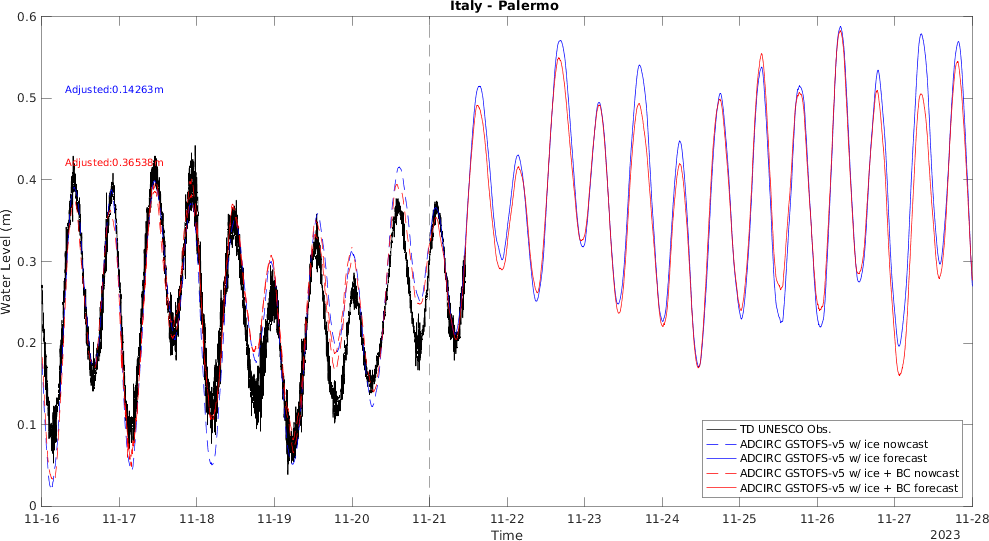 Italy - Palermo
0.6
0.5
0.4
0.3
0.2
0.1
0
Water Level (m)
Adjusted:0.14263m
Adjusted:0.36538m
TD UNESCO Obs.
ADCIRC GSTOFS-v5 w/ ice nowcast
ADCIRC GSTOFS-v5 w/ ice forecast
ADCIRC GSTOFS-v5 w/ ice + BC nowcast
ADCIRC GSTOFS-v5 w/ ice + BC forecast
11-16 11-17 11-18 11-19 11-20 11-21 11-22 11-23 11-24 11-25 11-26 11-27 11-28
Time
2023